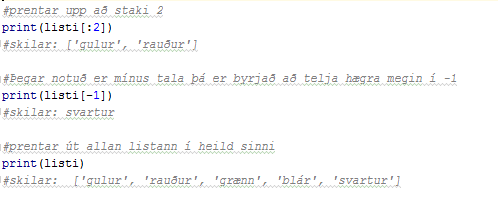 #prentar upp að staki 2
print(listi[:2])
#skilar: ['gulur', 'rauður']
#Þegar notuð er mínus tala þá er byrjað að telja hægra megin í -1
print(listi[-1])
#skilar: svartur
#prentar út allan listann í heild sinni
print(listi)
#skilar:  ['gulur', 'rauður', 'grænn', 'blár', 'svartur']